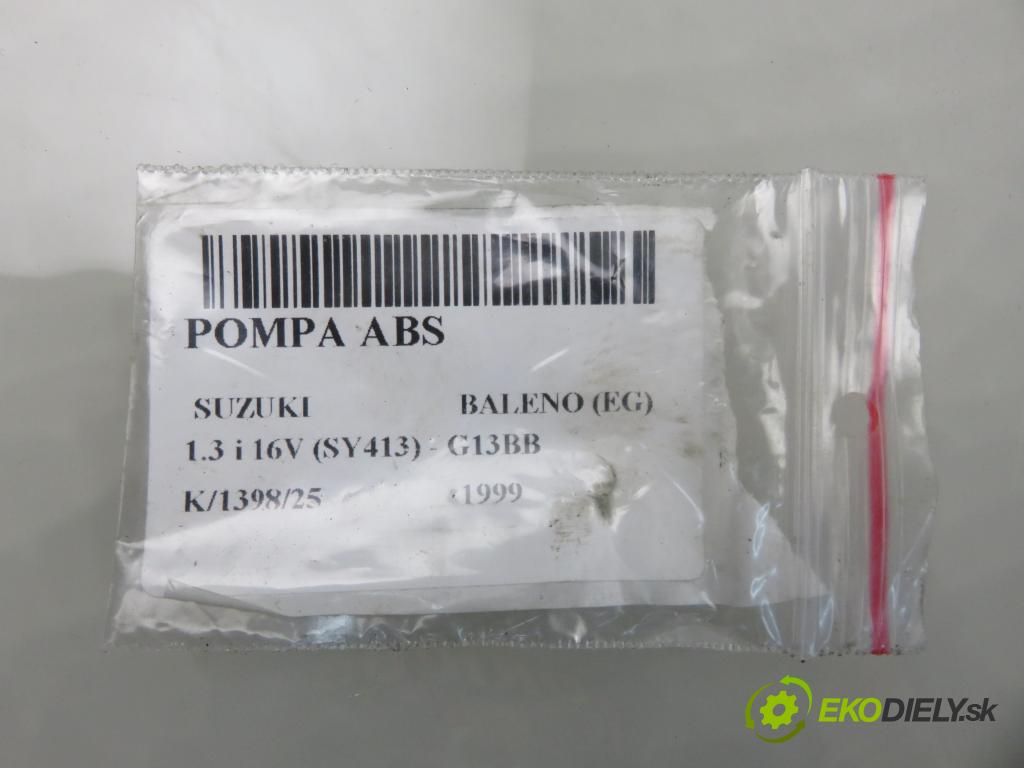 POMPA ABS
SUZUKI BALENO (EG)
1.3 i 16V (SY413) - G13BB
K/1398/25 1999
EKODIELY.sk